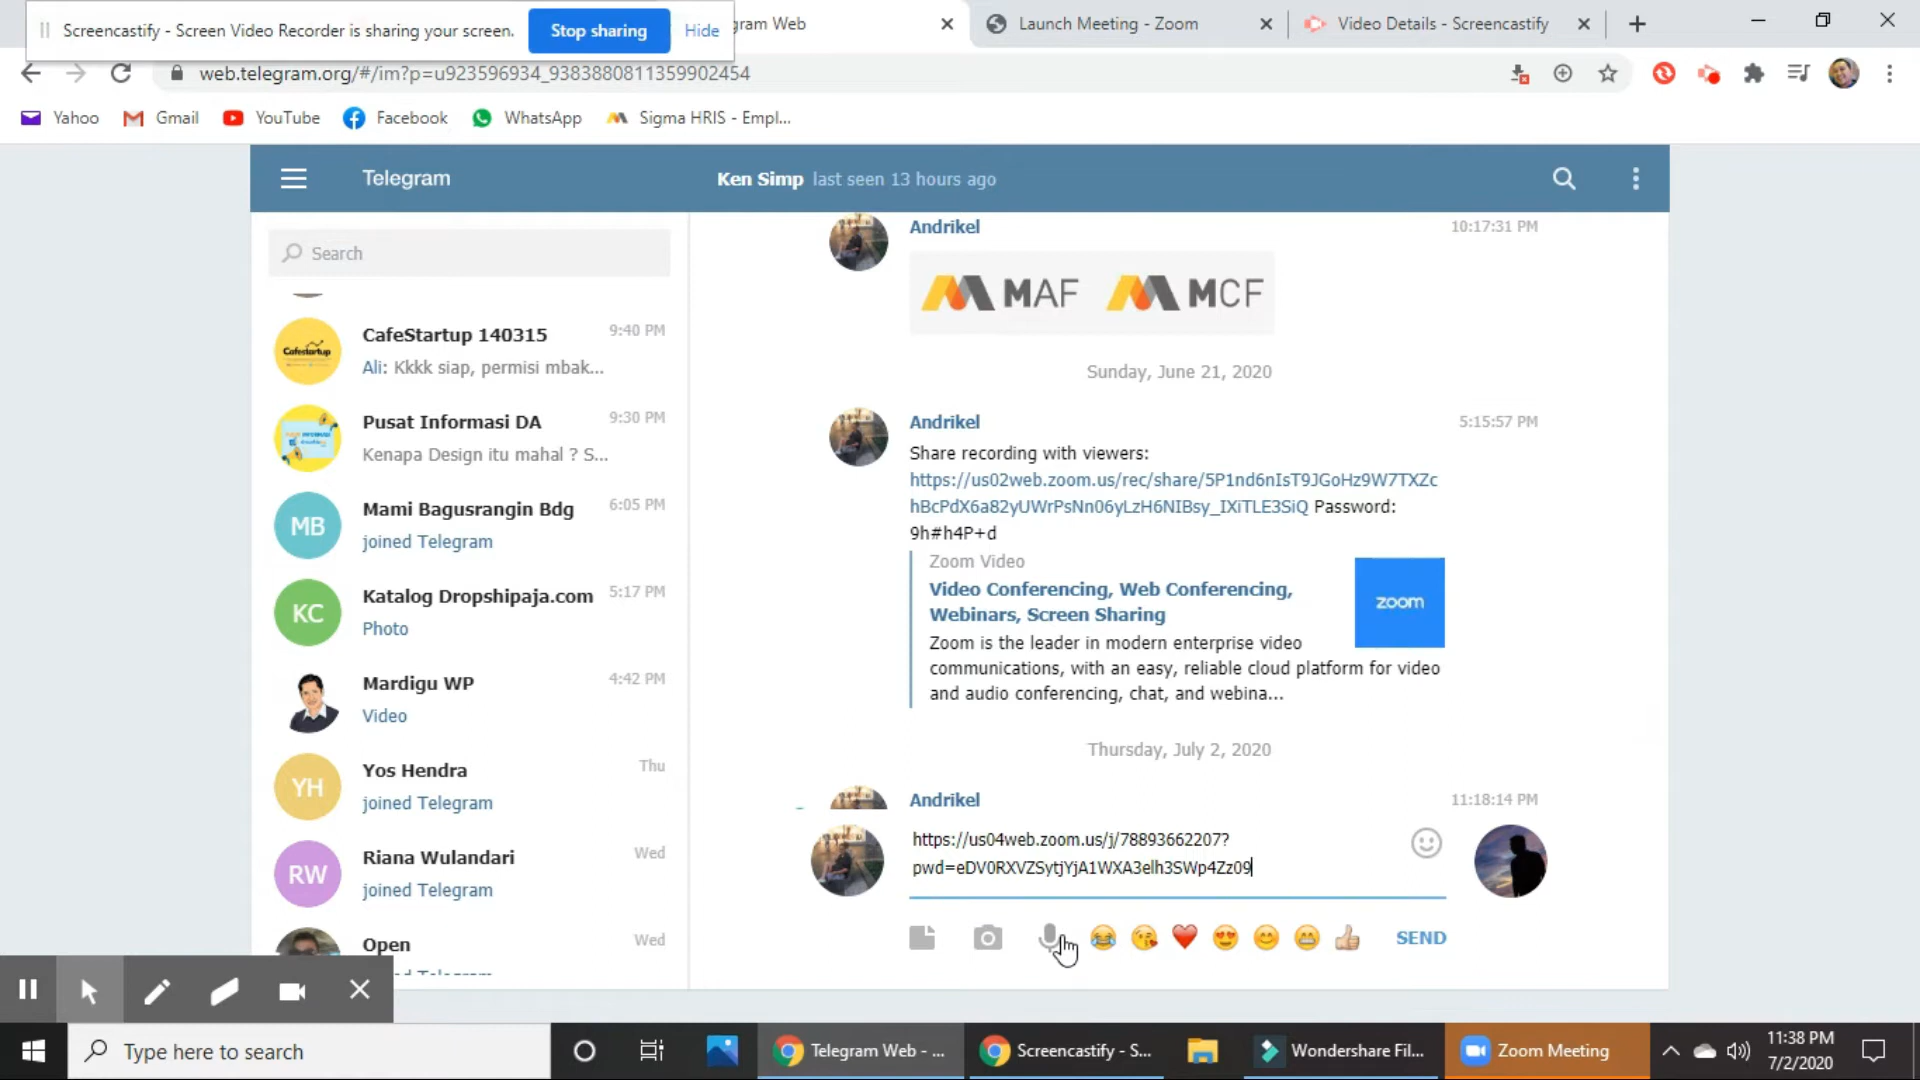 Screencastify - Screen Video Recorder is sharing your screen.
Stop sharing
Hide
gram Web
Launch Meeting - Zoom
Video Details - Screencastify
web.telegram.org/#/im?p=u923596934_9383880811359902454
Yahoo
Gmail
YouTube
Facebook
WhatsApp
Sigma HRIS - Empl...
Telegram
Ken Simp last seen 13 hours ago
Search
CafeStartup 140315
9:40 PM
Cafestartup
Ali: Kkkk siap, permisi mbak...
Pusat Informasi DA
9:30 PM
Kenapa Design itu mahal ? S...
MB
Mami Bagusrangin Bdg
6:05 PM
joined Telegram
KC
Katalog Dropshipaja.com
5:17 PM
Photo
Mardigu WP
4:42 PM
Video
YH
Yos Hendra
Thu
joined Telegram
RW
Riana Wulandari
Wed
joined Telegram
Open
Wed
Andrikel
10:17:31 PM
MAF MCF
Sunday, June 21, 2020
Andrikel
5:15:57 PM
Share recording with viewers:
https://us02web.zoom.us/rec/share/5P1nd6nIsT9JGoHz9W7TXZc
hBcPdX6a82yUWrPsNn06yLzH6NIBsy_IXiTLE3SiQ Password:
9h#h4P+d
Zoom Video
Video Conferencing, Web Conferencing,
Webinars, Screen Sharing
zoom
Zoom is the leader in modern enterprise video
communications, with an easy, reliable cloud platform for video
and audio conferencing, chat, and webina...
Thursday, July 2, 2020
Andrikel
11:18:14 PM
https://us04web.zoom.us/j/78893662207?
pwd=eDV0RXVZSytjYjA1WXA3elh3SWp4Zz09
SEND
Type here to search
Telegram Web - ...
Screencastify - S...
Wondershare Fil...
Zoom Meeting
11:38 PM
7/2/2020